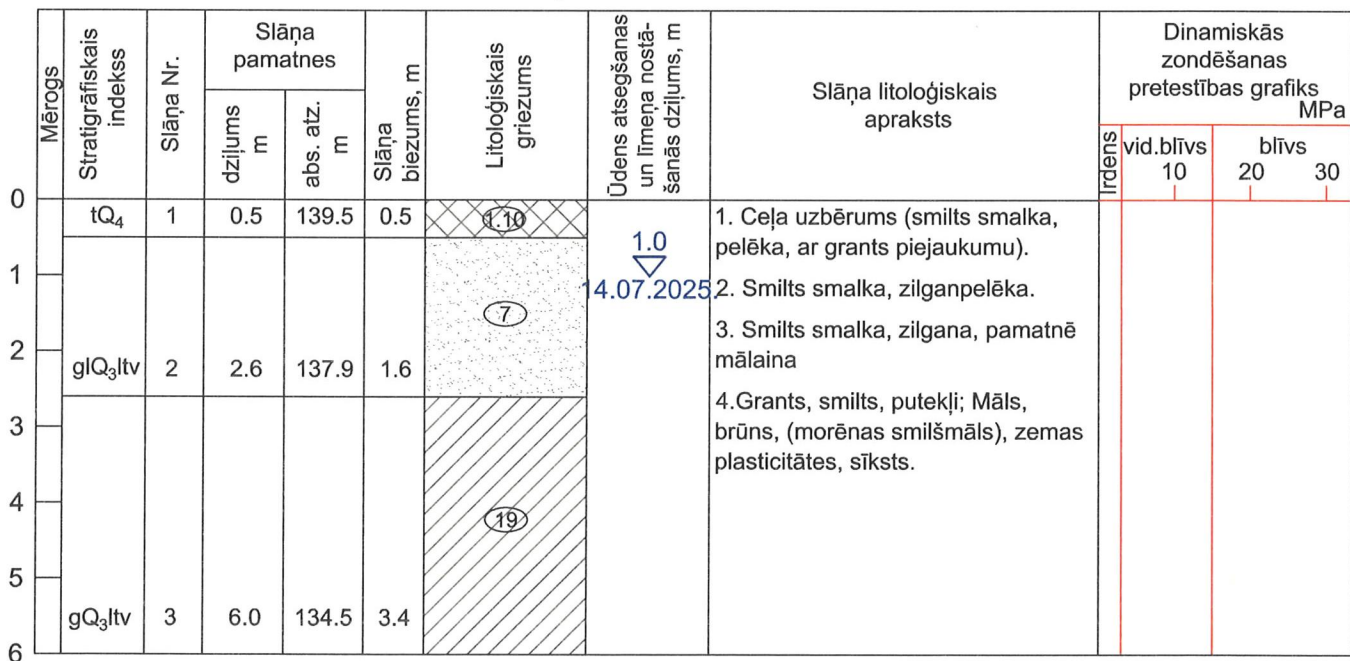 Mērogs
Stratigrāfiskais
indekss
Slāņa Nr.
Slāņa
pamatnes
dziļums
m
abs. atz.
m
Slāņa
biezums, m
Litoloģiskais
griezums
Ūdens atsegšanas
un līmeņa nostā-
šanās dziļums, m
Slāņa litoloģiskais
apraksts
Dinamiskās
zondēšanas
pretestības grafiks
MPa
Irdens
vid.blīvs
blīvs
10 20 30
0
tQ₄ 1 0.5 139.5 0.5 1.10
1
2
glQ₃ltv 2 2.6 137.9 1.6 7
3
4
5
gQ₃ltv 3 6.0 134.5 3.4 19
6
1.0
14.07.2025.
1. Ceļa uzbērums (smilts smalka,
pelēka, ar grants piejaukumu).
2. Smilts smalka, zilganpelēka.
3. Smilts smalka, zilgana, pamatnē
mālaina
4.Grants, smilts, putekļi; Māls,
brūns, (morēnas smilšmāls), zemas
plasticitātes, sīksts.